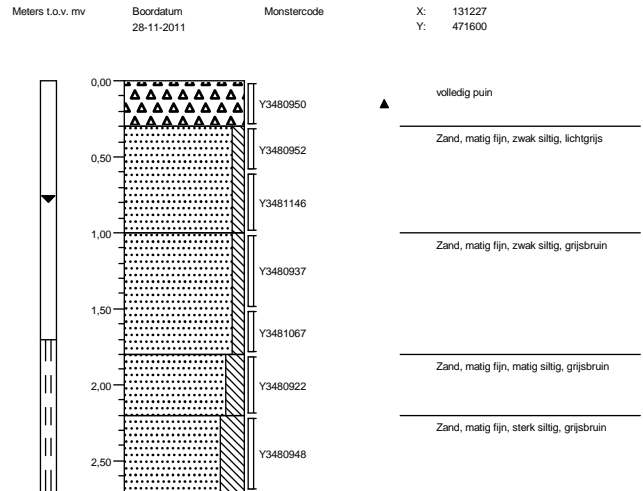 Meters t.o.v. mv Boordatum Monstercode X: 131227
28-11-2011 Y: 471600
0,00
volledig puin
Y3480950
Zand, matig fijn, zwak siltig, lichtgrijs
0,50 Y3480952
Y3481146
1,00
Zand, matig fijn, zwak siltig, grijsbruin
Y3480937
1,50
Y3481067
Zand, matig fijn, matig siltig, grijsbruin
2,00 Y3480922
Zand, matig fijn, sterk siltig, grijsbruin
Y3480948
2,50